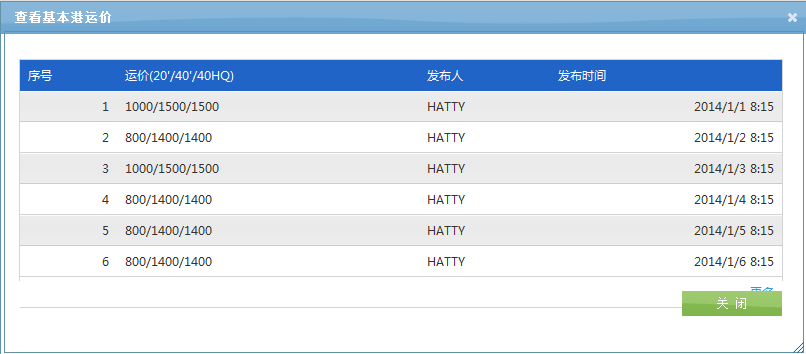 查看基本港运价
序号 运价(20'/40'/40HQ) 发布人 发布时间
1 1000/1500/1500 HATTY 2014/1/1 8:15
2 800/1400/1400 HATTY 2014/1/2 8:15
3 1000/1500/1500 HATTY 2014/1/3 8:15
4 800/1400/1400 HATTY 2014/1/4 8:15
5 800/1400/1400 HATTY 2014/1/5 8:15
6 800/1400/1400 HATTY 2014/1/6 8:15
更多
关 闭